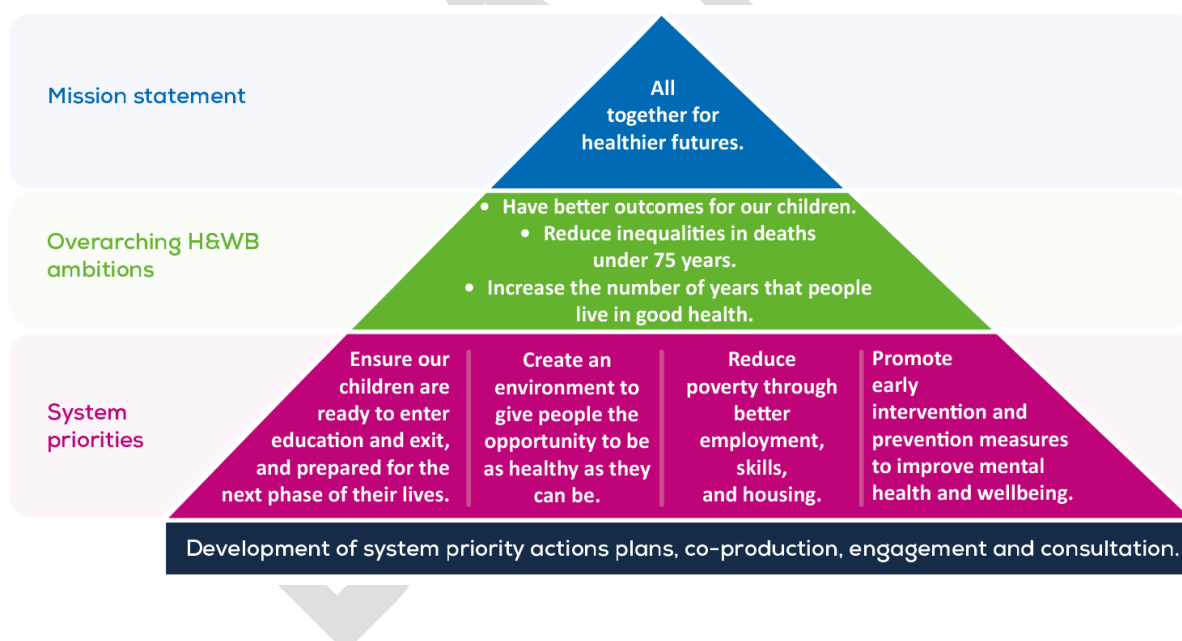 Mission statement
All
together for
healthier futures.
Overarching H&WB
ambitions
• Have better outcomes for our children.
• Reduce inequalities in deaths
under 75 years.
• Increase the number of years that people
live in good health.
System
priorities
Ensure our
children are
ready to enter
education and exit,
and prepared for the
next phase of their lives.
Create an
environment to
give people the
opportunity to be
as healthy as they
can be.
Reduce
poverty through
better
employment,
skills,
and housing.
Promote
early
intervention and
prevention measures
to improve mental
health and wellbeing.
Development of system priority actions plans, co-production, engagement and consultation.